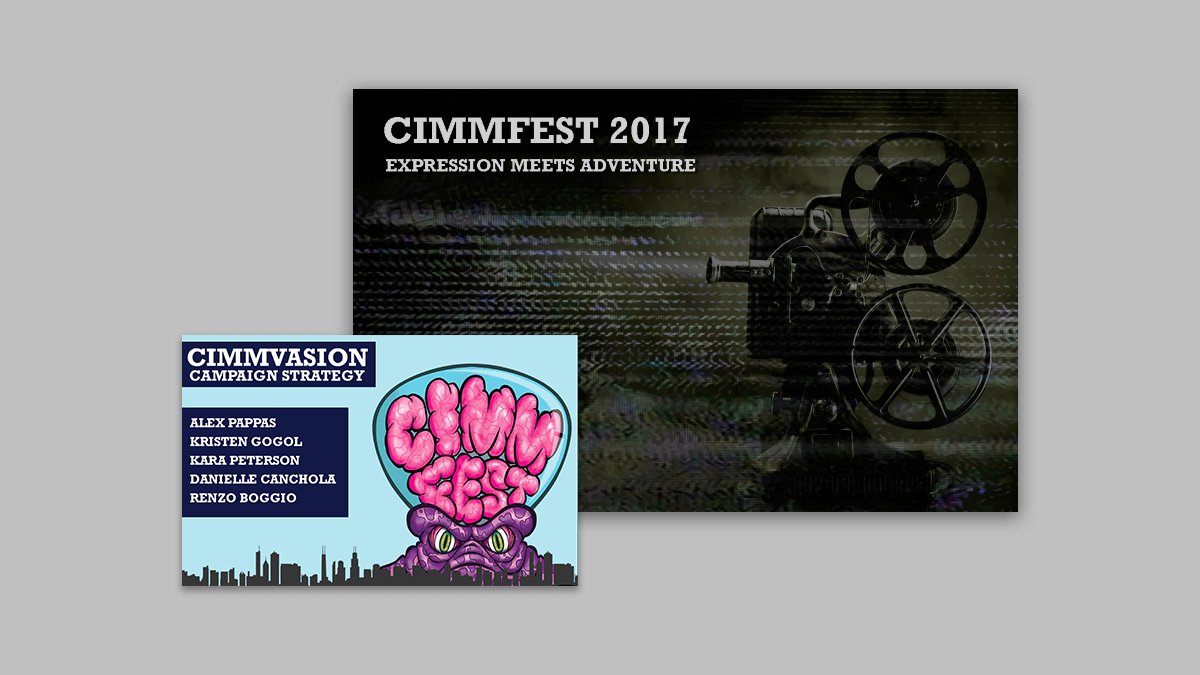 CIMMFEST 2017
EXPRESSION MEETS ADVENTURE
CIMMVASION
CAMPAIGN STRATEGY
ALEX PAPPAS
KRISTEN GOGOL
KARA PETERSON
DANIELLE CANCHOLA
RENZO BOGGIO
CIMM
FEST